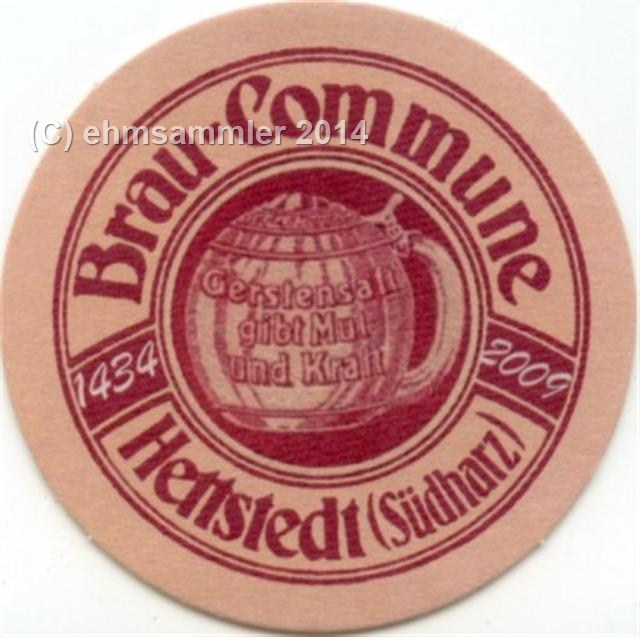 (C) ehmsammler 2014
Brau-Commune
Gerstensaft
gibt Mut
und Kraft
1434
2009
Hettstedt (Südharz)